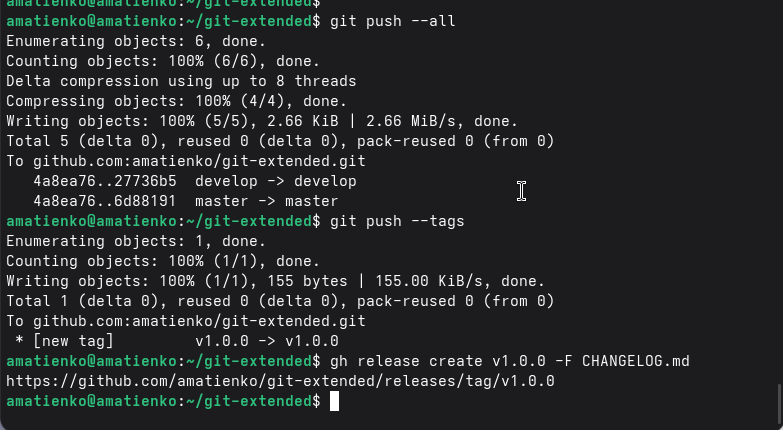 amatienko@amatienko:~/git-extended$
amatienko@amatienko:~/git-extended$ git push --all
Enumerating objects: 6, done.
Counting objects: 100% (6/6), done.
Delta compression using up to 8 threads
Compressing objects: 100% (4/4), done.
Writing objects: 100% (5/5), 2.66 KiB | 2.66 MiB/s, done.
Total 5 (delta 0), reused 0 (delta 0), pack-reused 0 (from 0)
To github.com:amatienko/git-extended.git
   4a8ea76..27736b5  develop -> develop
   4a8ea76..6d88191  master -> master
amatienko@amatienko:~/git-extended$ git push --tags
Enumerating objects: 1, done.
Counting objects: 100% (1/1), done.
Writing objects: 100% (1/1), 155 bytes | 155.00 KiB/s, done.
Total 1 (delta 0), reused 0 (delta 0), pack-reused 0 (from 0)
To github.com:amatienko/git-extended.git
 * [new tag]         v1.0.0 -> v1.0.0
amatienko@amatienko:~/git-extended$ gh release create v1.0.0 -F CHANGELOG.md
https://github.com/amatienko/git-extended/releases/tag/v1.0.0
amatienko@amatienko:~/git-extended$